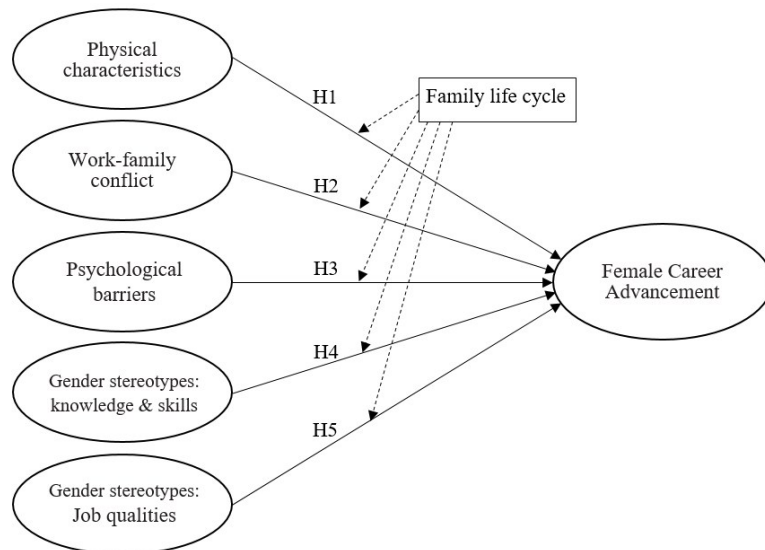 Physical
characteristics
H1
Family life cycle
Work-family
conflict
H2
Psychological
barriers
H3
Female Career
Advancement
Gender stereotypes:
knowledge & skills
H4
Gender stereotypes:
Job qualities
H5